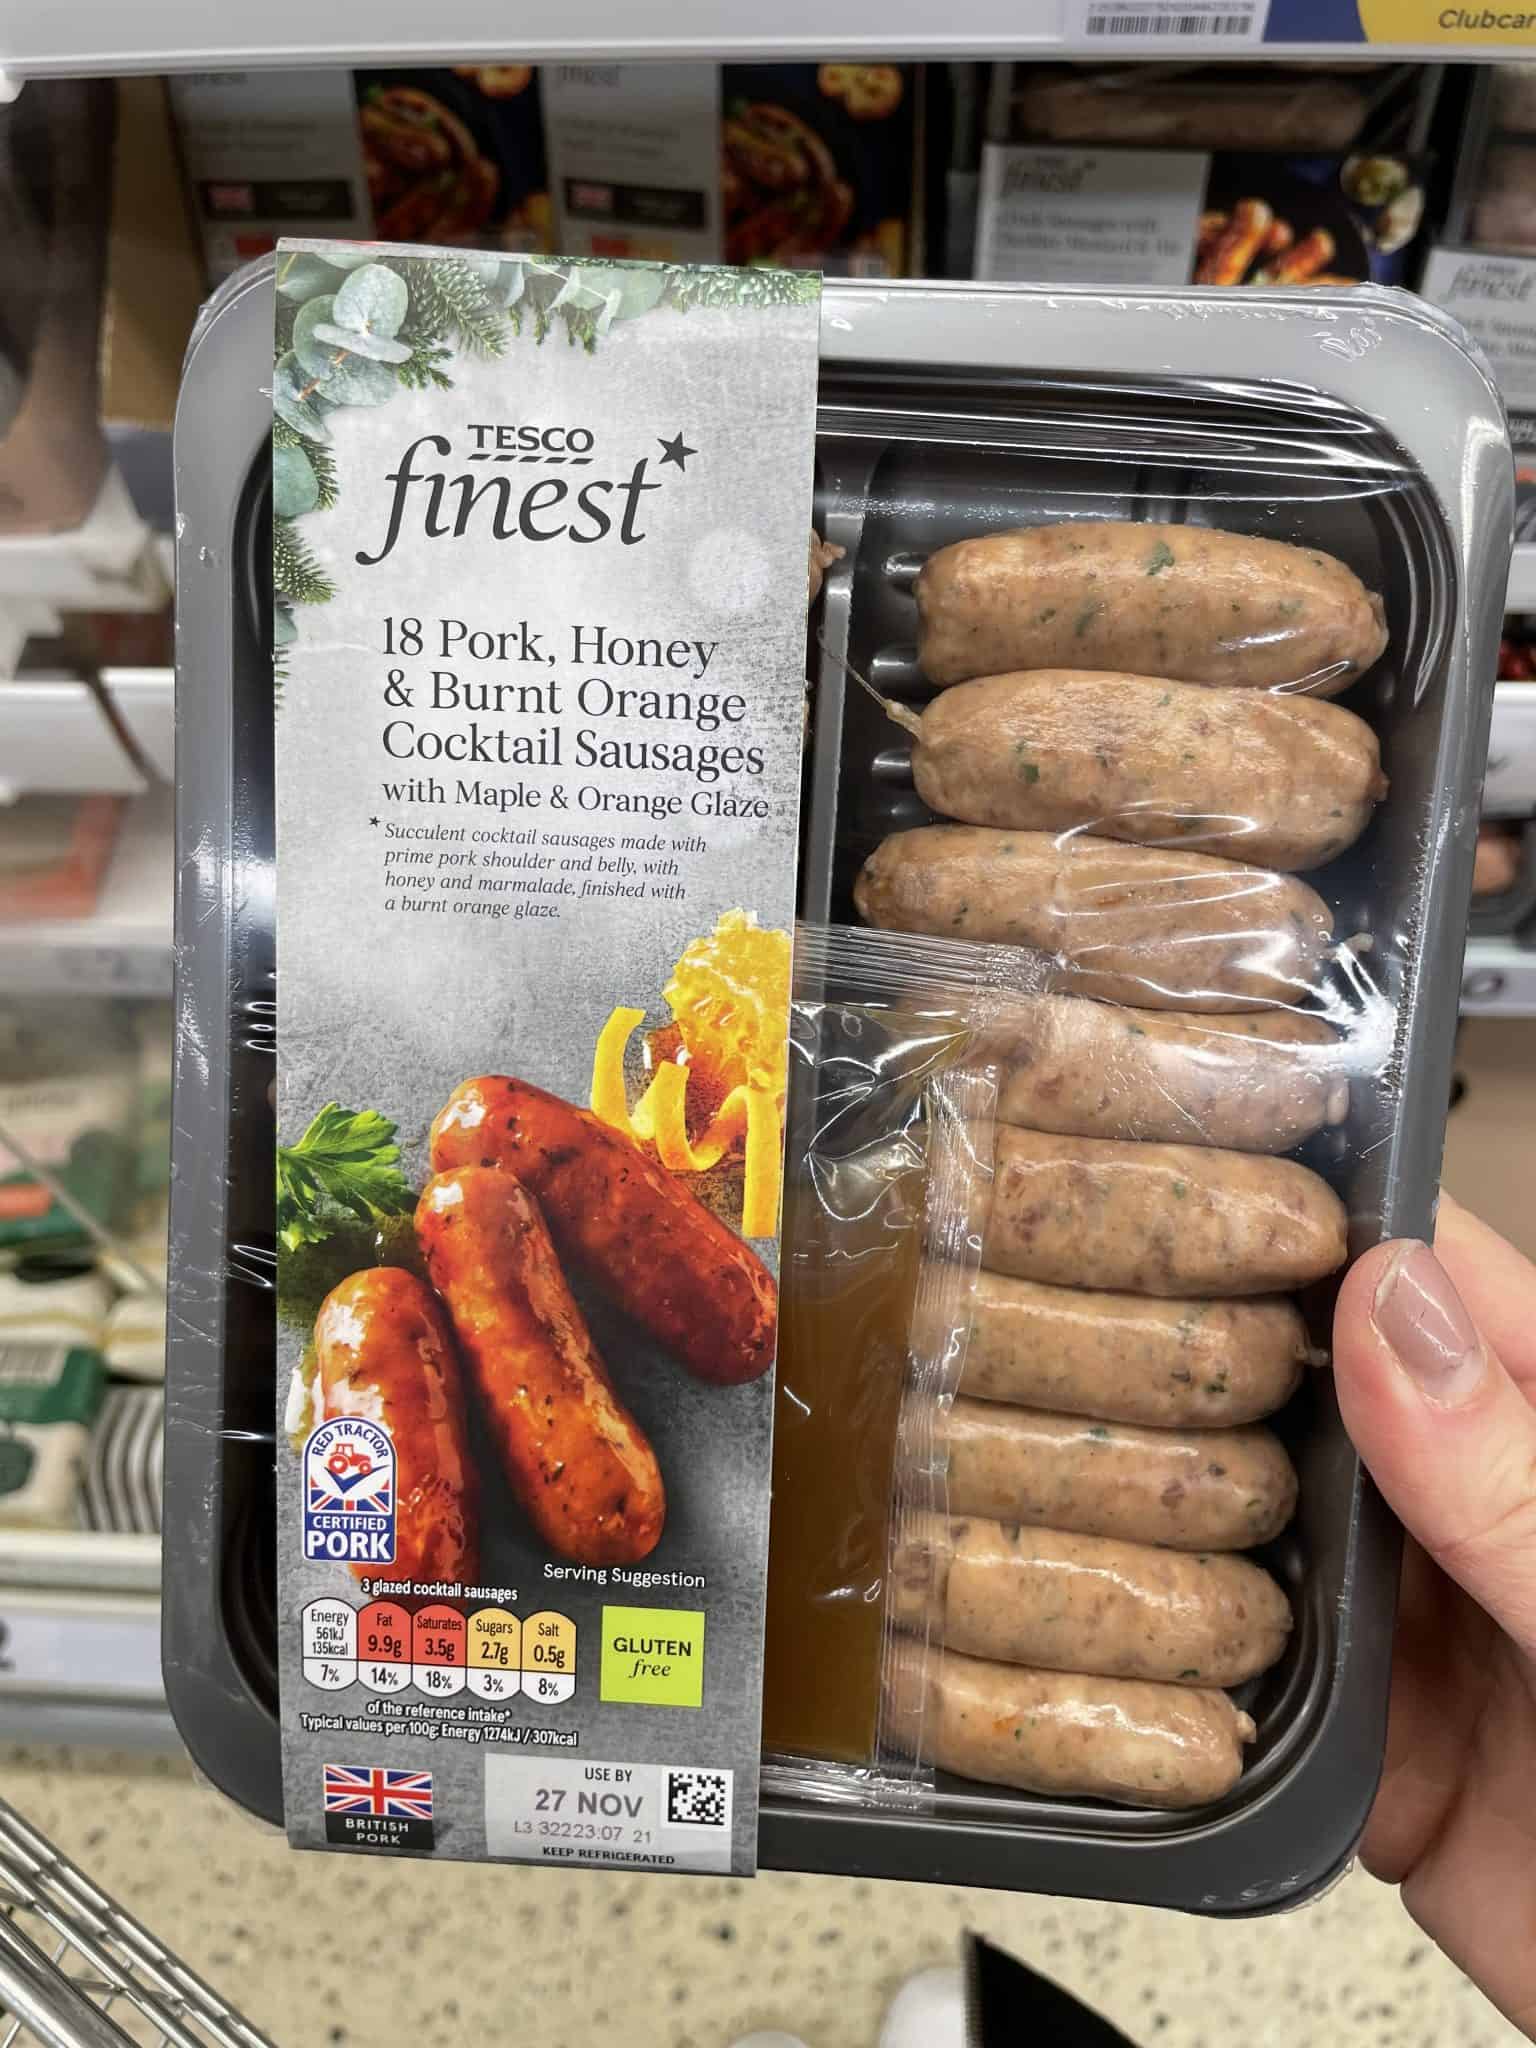 Clubcar
TESCO
finest*
18 Pork, Honey
& Burnt Orange
Cocktail Sausages
with Maple & Orange Glaze
*Succulent cocktail sausages made with
prime pork shoulder and belly, with
honey and marmalade, finished with
a burnt orange glaze.
RED TRACTOR
CERTIFIED
PORK
Serving Suggestion
3 glazed cocktail sausages
Energy 561kJ 135kcal 7%
Fat 9.9g 14%
Saturates 3.5g 18%
Sugars 2.7g 3%
Salt 0.5g 8%
of the reference intake*
Typical values per 100g: Energy 1274kJ / 307kcal
GLUTEN
free
BRITISH
PORK
USE BY
27 NOV
L3 32223:07 21
KEEP REFRIGERATED
finest*
finest